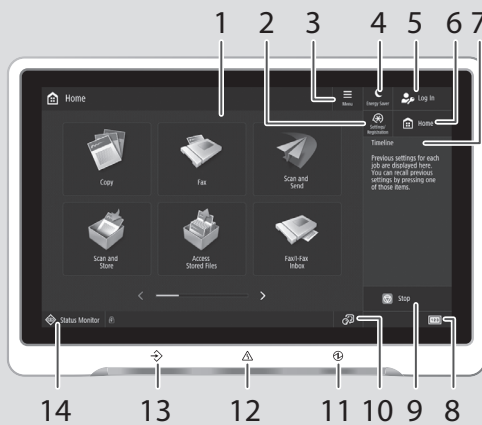 1 2 3 4 5 6 7
Home
Menu
Energy Saver
Log In
Settings/
Registration
Home
Timeline
Previous settings for each
job are displayed here.
You can recall previous
settings by pressing one
of those items.
Copy
Fax
Scan and
Send
Scan and
Store
Access
Stored Files
Fax/I-Fax
Inbox
Stop
Status Monitor
14 13 12 11 10 9 8